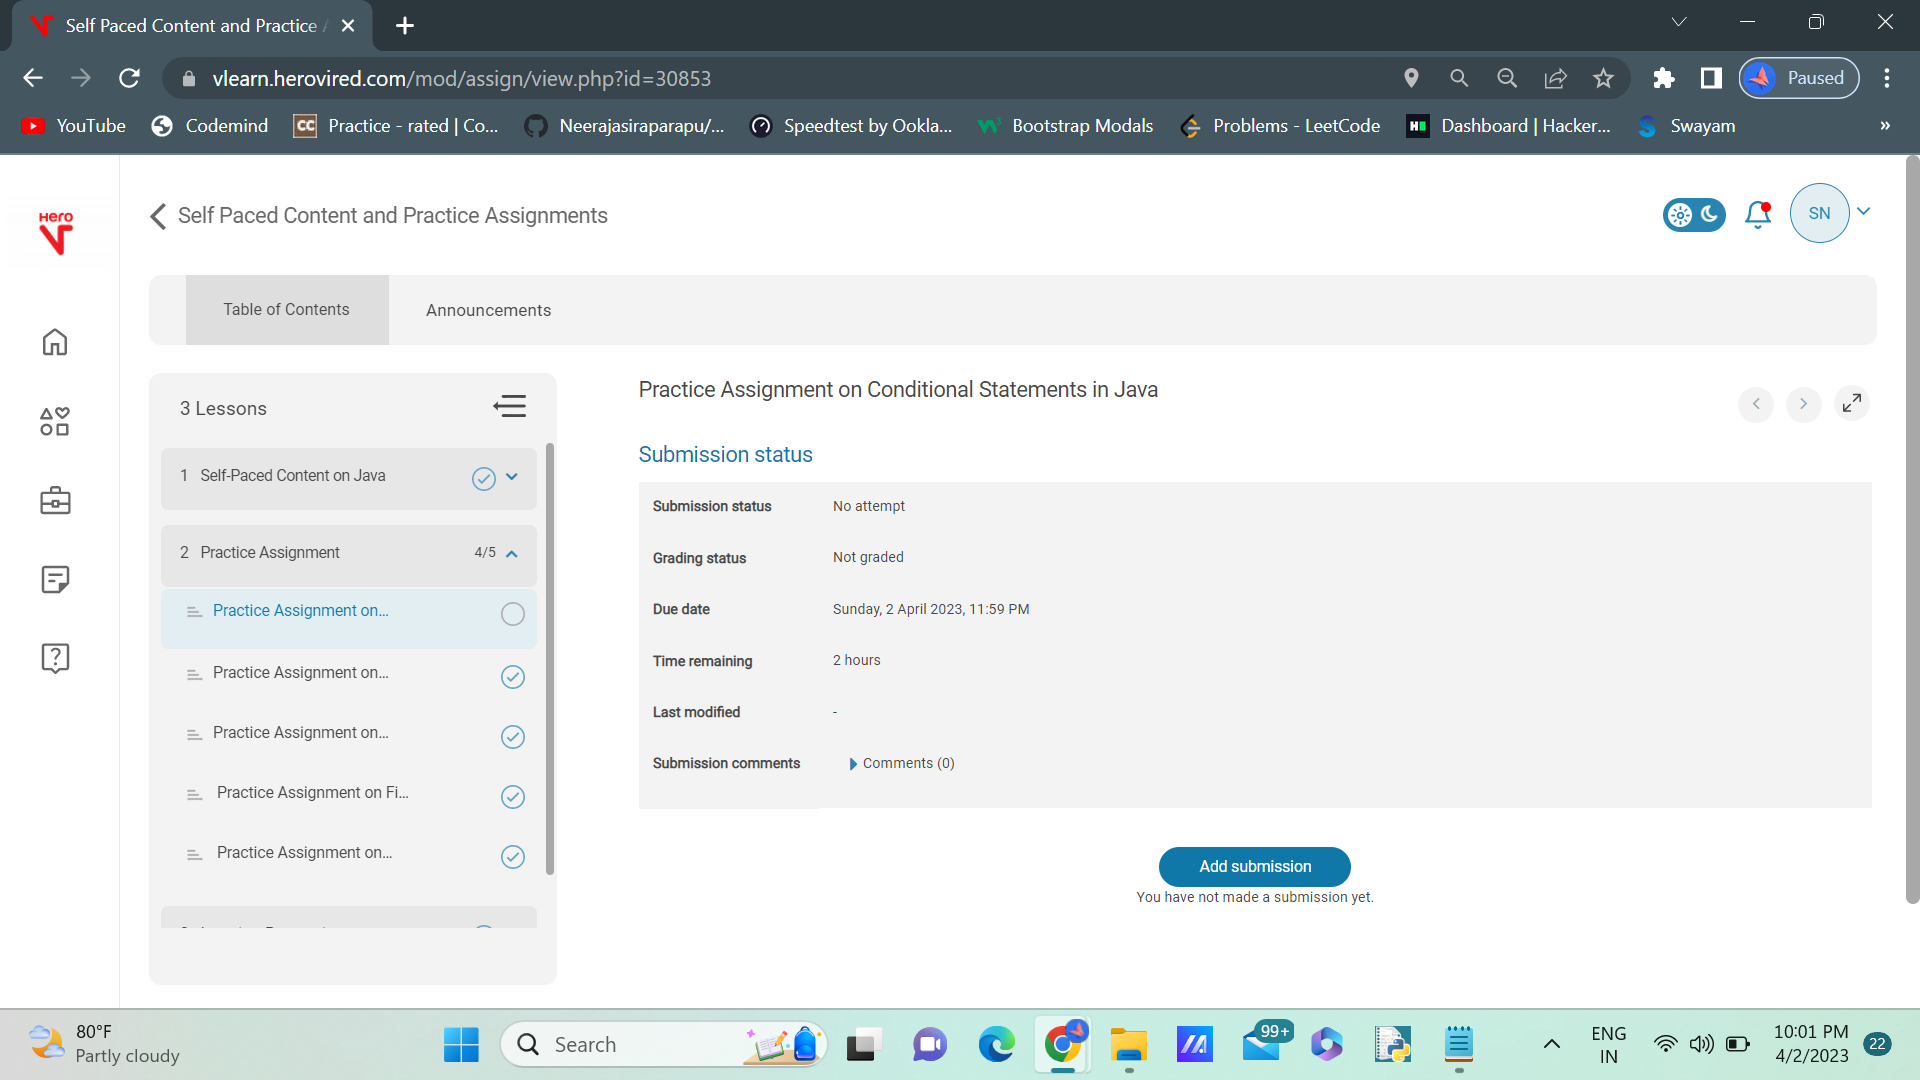 Self Paced Content and Practice
vlearn.herovired.com/mod/assign/view.php?id=30853
Paused
YouTube
Codemind
CC
Practice - rated | Co...
Neerajasiraparapu/...
Speedtest by Ookla...
Bootstrap Modals
Problems - LeetCode
Dashboard | Hacker...
Swayam
»
Hero
Self Paced Content and Practice Assignments
SN
Table of Contents
Announcements
3 Lessons
1 Self-Paced Content on Java
2 Practice Assignment 4/5
Practice Assignment on...
Practice Assignment on...
Practice Assignment on...
Practice Assignment on Fi...
Practice Assignment on...
Practice Assignment on Conditional Statements in Java
Submission status
Submission status No attempt
Grading status Not graded
Due date Sunday, 2 April 2023, 11:59 PM
Time remaining 2 hours
Last modified -
Submission comments Comments (0)
Add submission
You have not made a submission yet.
80°F
Partly cloudy
Search
99+
ENG
IN
10:01 PM
4/2/2023
22